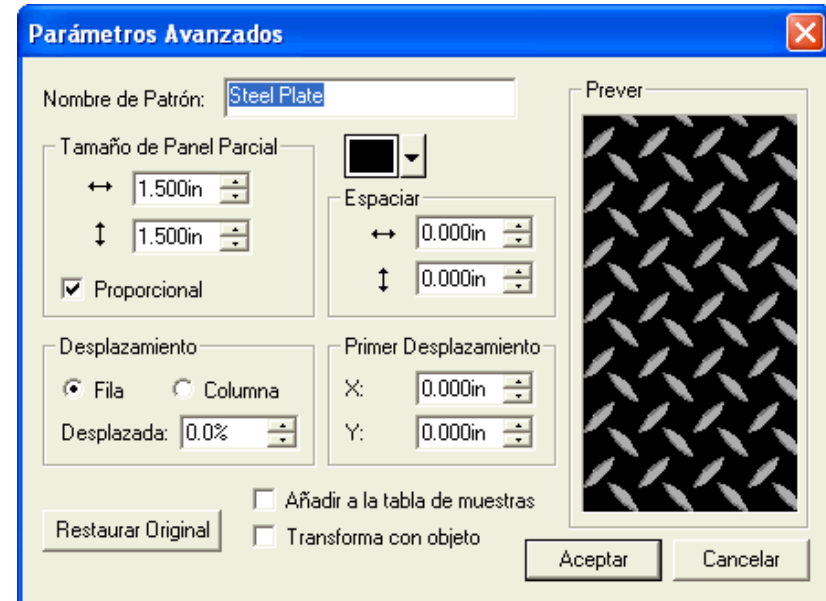 Parámetros Avanzados
Nombre de Patrón: Steel Plate
Tamaño de Panel Parcial
1.500in
1.500in
Proporcional
Espaciar
0.000in
0.000in
Desplazamiento
Fila Columna
Desplazada: 0.0%
Primer Desplazamiento
X: 0.000in
Y: 0.000in
Prever
Restaurar Original
Añadir a la tabla de muestras
Transforma con objeto
Aceptar Cancelar